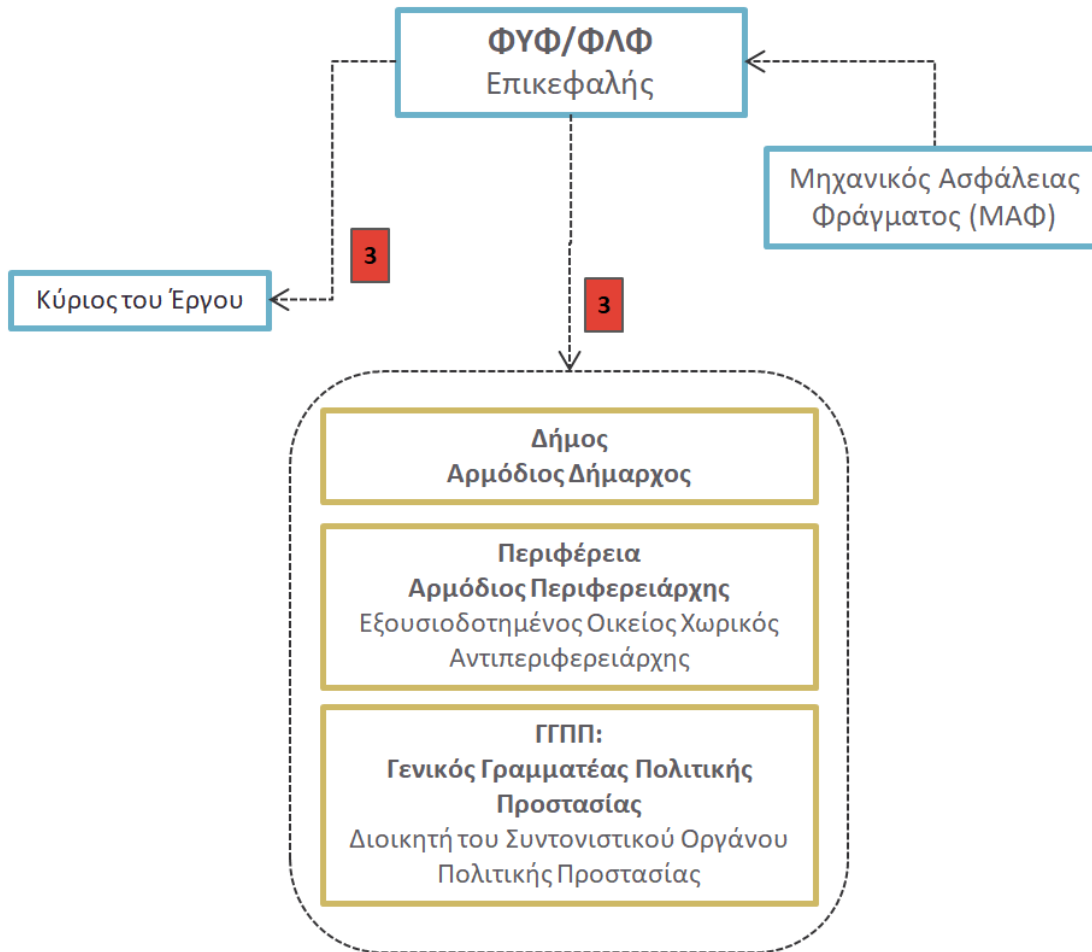 ΦΥΦ/ΦΛΦ
Επικεφαλής
Μηχανικός Ασφάλειας
Φράγματος (ΜΑΦ)
3
Κύριος του Έργου
3
Δήμος
Αρμόδιος Δήμαρχος
Περιφέρεια
Αρμόδιος Περιφερειάρχης
Εξουσιοδοτημένος Οικείος Χωρικός
Αντιπεριφερειάρχης
ΓΓΠΠ:
Γενικός Γραμματέας Πολιτικής
Προστασίας
Διοικητή του Συντονιστικού Οργάνου
Πολιτικής Προστασίας